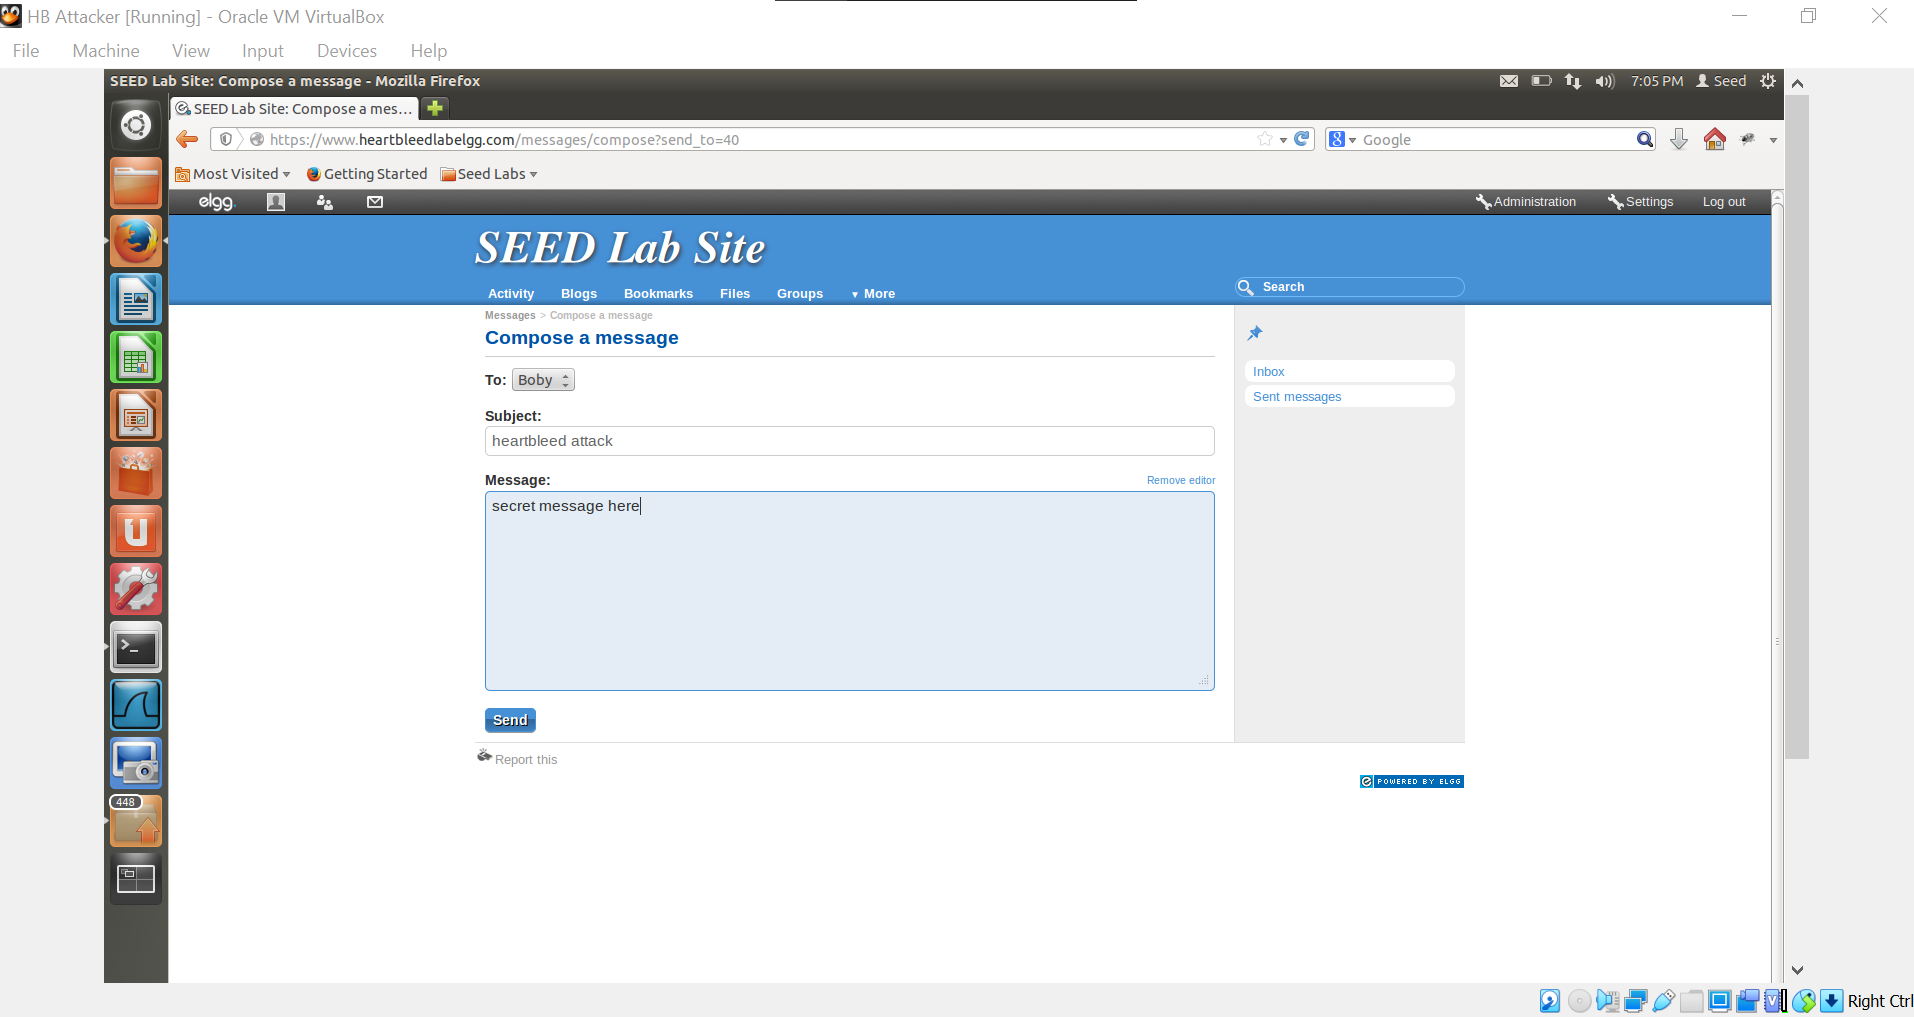 HB Attacker [Running] - Oracle VM VirtualBox
File Machine View Input Devices Help
SEED Lab Site: Compose a message - Mozilla Firefox 7:05 PM Seed
SEED Lab Site: Compose a mes...
https://www.heartbleedlabelgg.com/messages/compose?send_to=40 8 Google
Most Visited Getting Started Seed Labs
elgg. Administration Settings Log out
SEED Lab Site
Activity Blogs Bookmarks Files Groups More Search
Messages > Compose a message
Compose a message
To: Boby
Inbox
Sent messages
Subject:
heartbleed attack
Message: Remove editor
secret message here
Send
Report this
POWERED BY ELGG
448
Right Ctrl